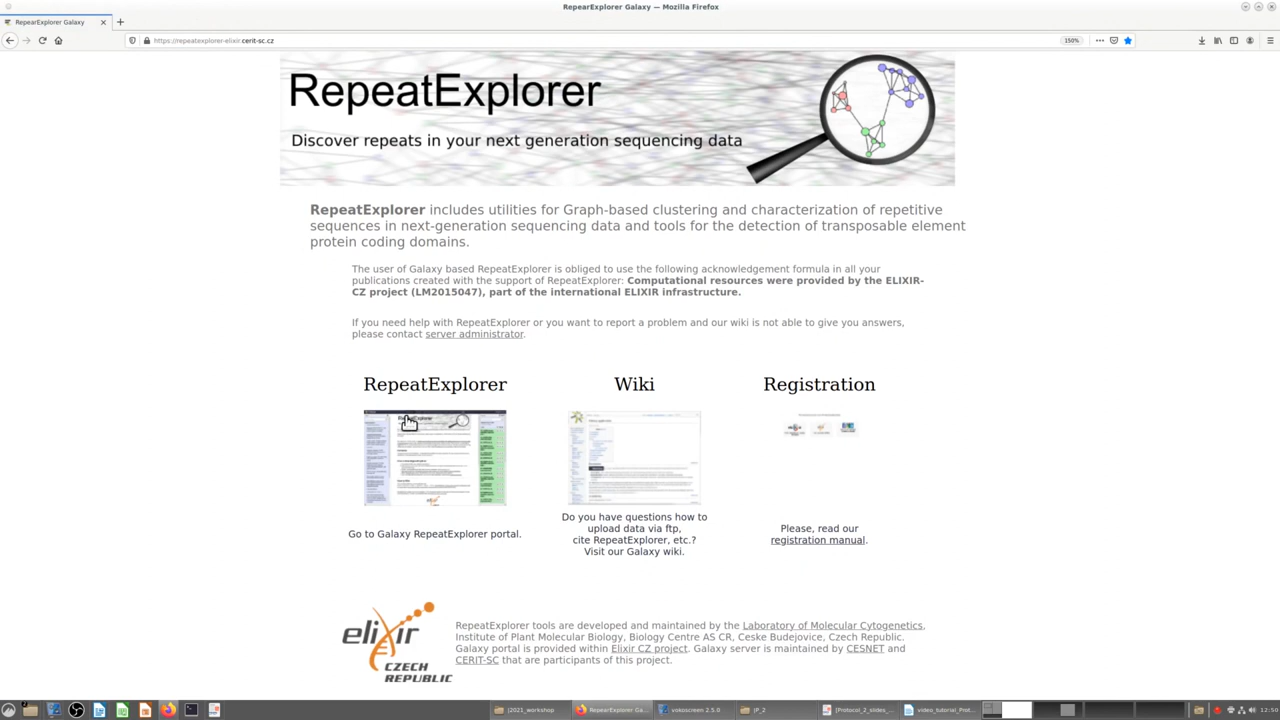 RepeatExplorer Galaxy — Mozilla Firefox
RepearExplorer Galaxy
https://repeatexplorer-elixir.cerit-sc.cz
150%
RepeatExplorer
Discover repeats in your next generation sequencing data
RepeatExplorer includes utilities for Graph-based clustering and characterization of repetitive
sequences in next-generation sequencing data and tools for the detection of transposable element
protein coding domains.
The user of Galaxy based RepeatExplorer is obliged to use the following acknowledgement formula in all your
publications created with the support of RepeatExplorer: Computational resources were provided by the ELIXIR-
CZ project (LM2015047), part of the international ELIXIR infrastructure.
If you need help with RepeatExplorer or you want to report a problem and our wiki is not able to give you answers,
please contact server administrator.
RepeatExplorer
Wiki
Registration
Go to Galaxy RepeatExplorer portal.
Do you have questions how to
upload data via ftp,
cite RepeatExplorer, etc.?
Visit our Galaxy wiki.
Please, read our
registration manual.
elixir
CZECH
REPUBLIC
RepeatExplorer tools are developed and maintained by the Laboratory of Molecular Cytogenetics,
Institute of Plant Molecular Biology, Biology Centre AS CR, Ceske Budejovice, Czech Republic.
Galaxy portal is provided within Elixir CZ project. Galaxy server is maintained by CESNET and
CERIT-SC that are participants of this project.
[2021_workshop
RepearExplorer Ga...
vokoscreen 2.5.0
JP_2
[Protocol_2_slides_...
video_tutorial_Prot...
12:50